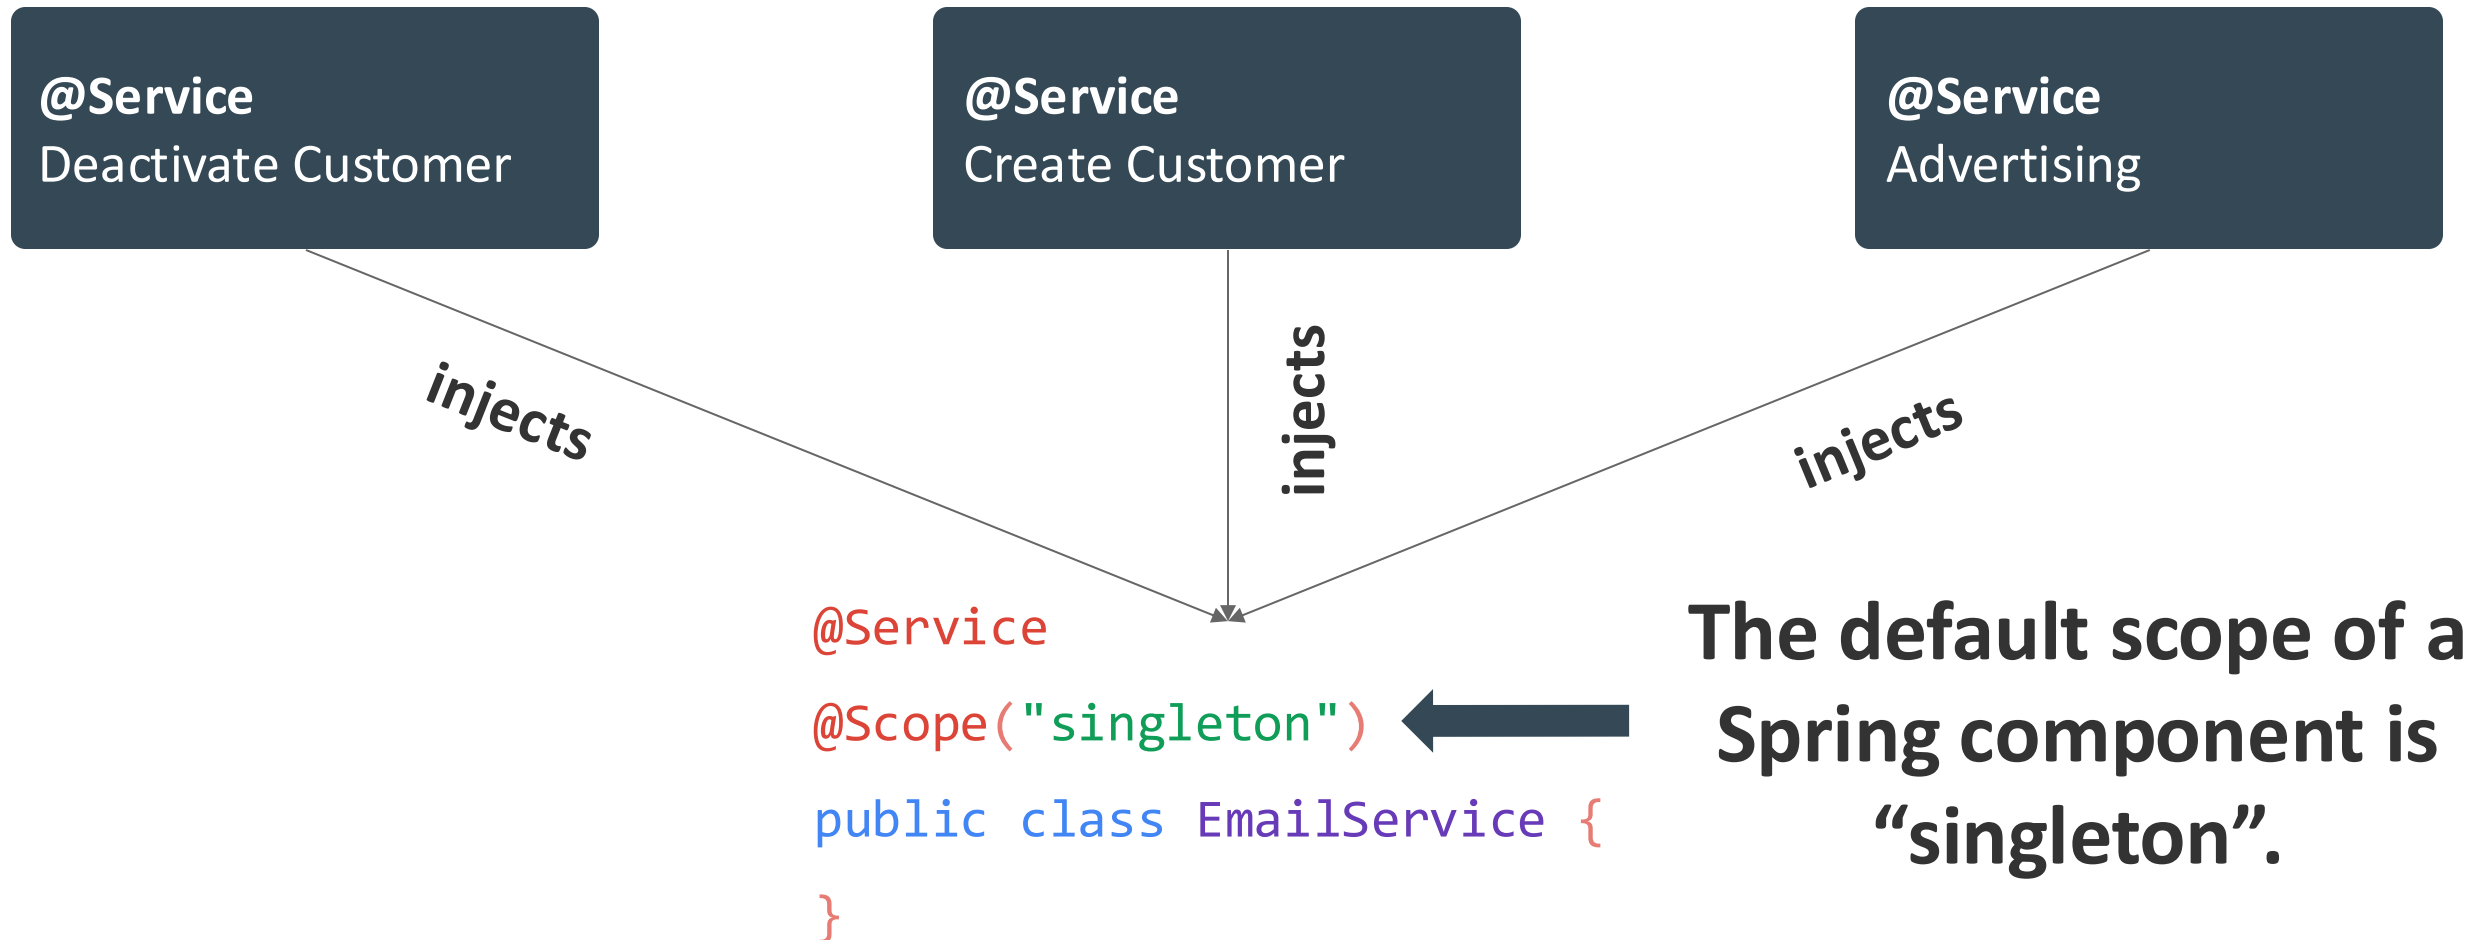 @Service
Deactivate Customer
@Service
Create Customer
@Service
Advertising
injects
injects
injects
@Service
@Scope("singleton")
public class EmailService {
}
The default scope of a
Spring component is
“singleton”.